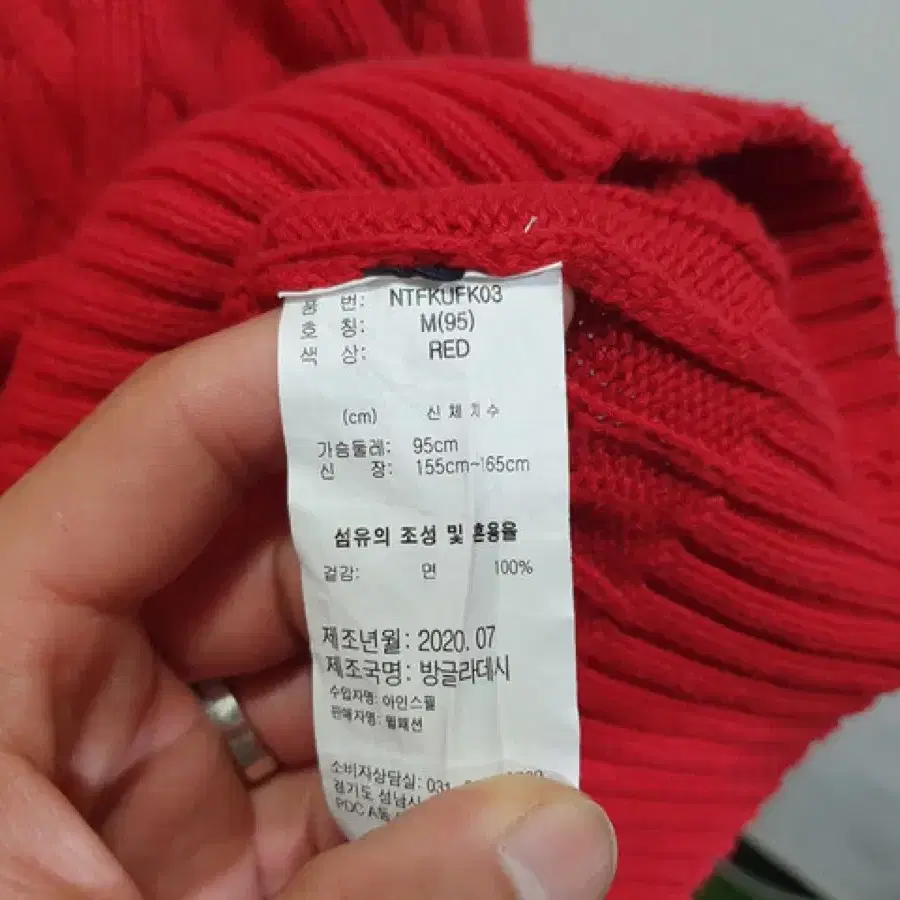 품 번: NTFKUFK03
호 칭: M(95)
색 상: RED
(cm) 신 체 치 수
가슴둘레: 95cm
신 장: 155cm~165cm
섬유의 조성 및 혼용율
겉감: 면 100%
제조년월: 2020.07
제조국명: 방글라데시
수입자명: 아인스필
판매자명: 윌패션
소비자상담실: 031
경기도 성남시
PDC A동